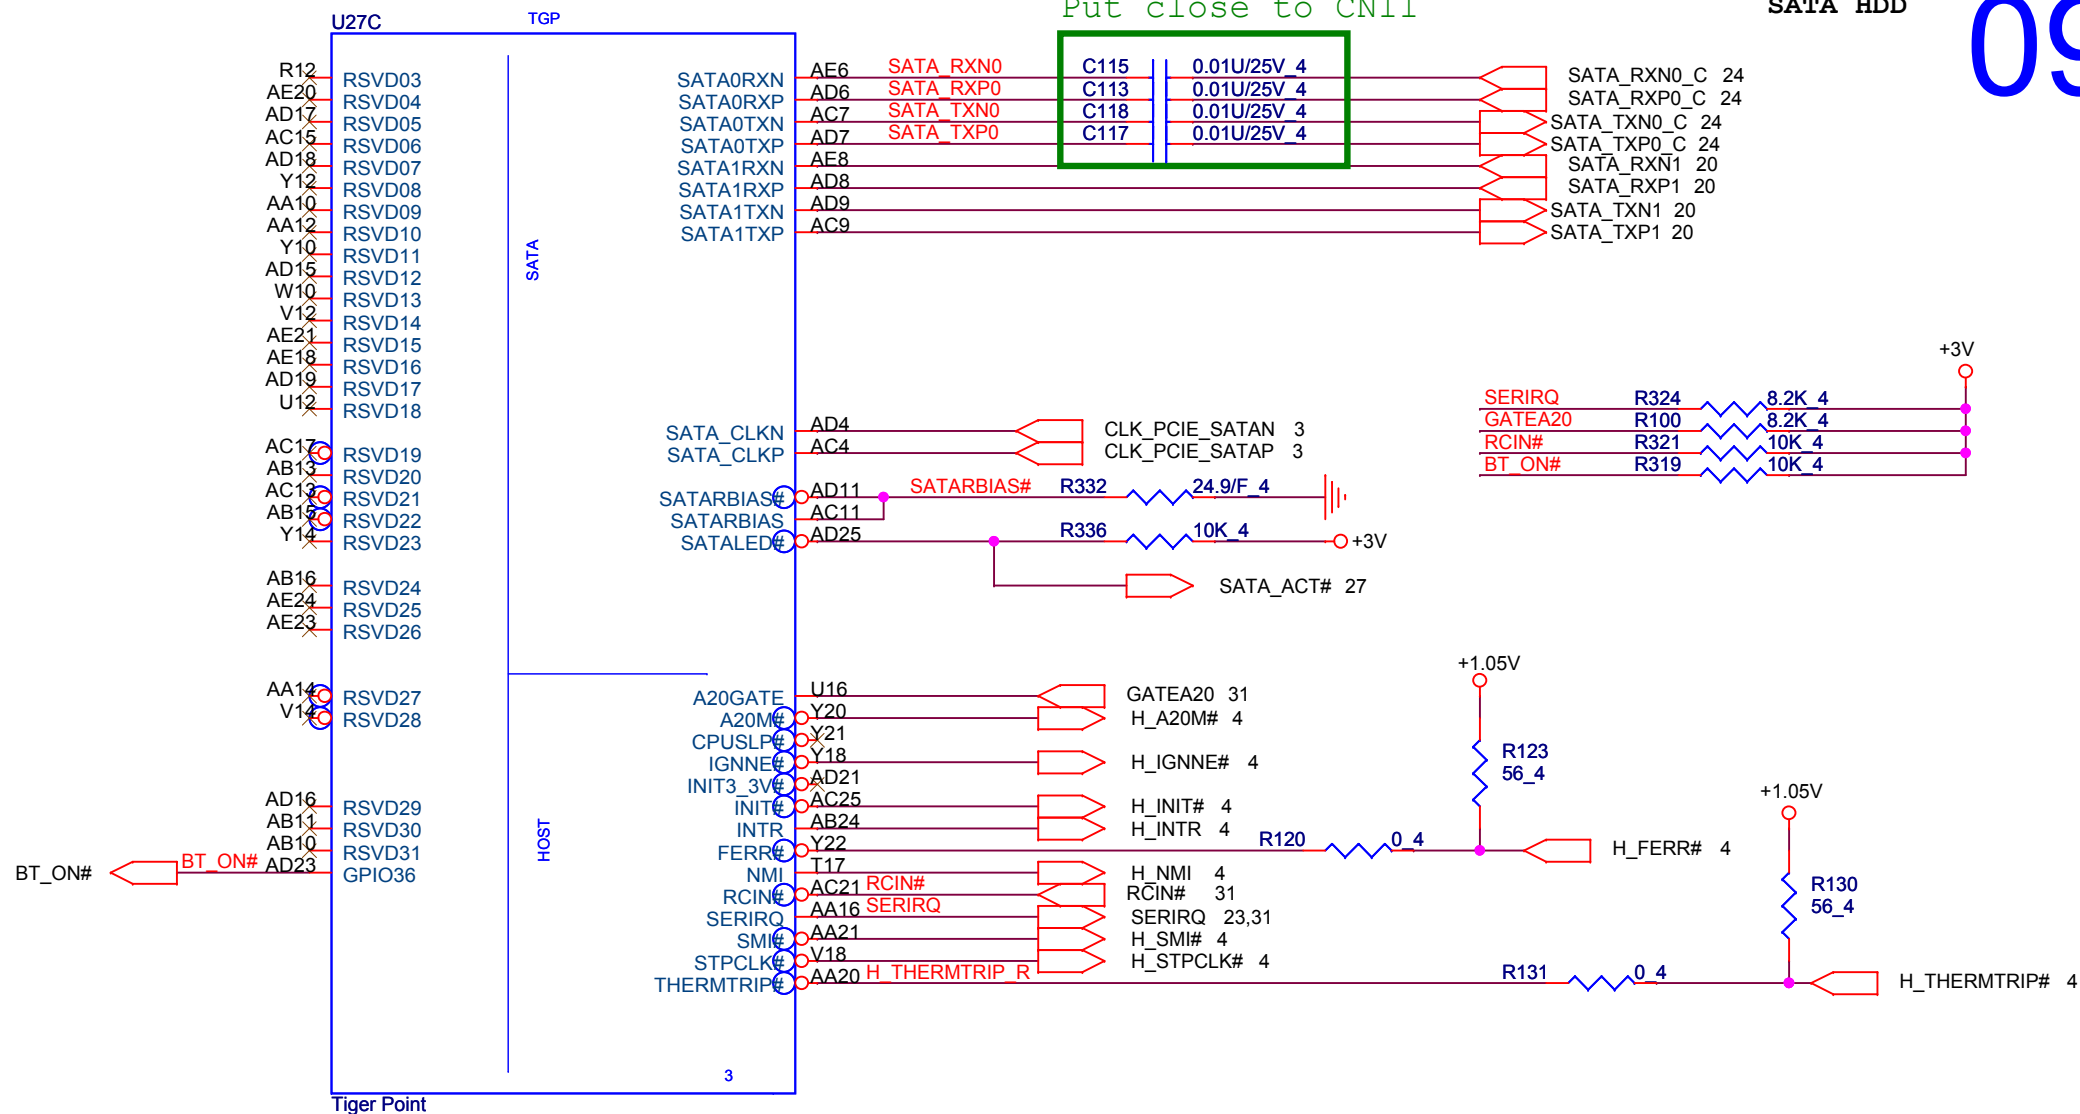 Put close to CN11
SATA HDD
09
U27C
TGP
R12 RSVD03
AE20 RSVD04
AD17 RSVD05
AC15 RSVD06
AD18 RSVD07
Y12 RSVD08
AA10 RSVD09
AA12 RSVD10
Y10 RSVD11
AD15 RSVD12
W10 RSVD13
V12 RSVD14
AE21 RSVD15
AE18 RSVD16
AD19 RSVD17
U12 RSVD18
AC17 RSVD19
AB13 RSVD20
AC13 RSVD21
AB15 RSVD22
Y14 RSVD23
AB16 RSVD24
AE24 RSVD25
AE23 RSVD26
AA14 RSVD27
V14 RSVD28
AD16 RSVD29
AB11 RSVD30
AB10 RSVD31
BT_ON# BT_ON# AD23 GPIO36
SATA
HOST
SATA0RXN AE6 SATA_RXN0 C115 0.01U/25V_4 SATA_RXN0_C 24
SATA0RXP AD6 SATA_RXP0 C113 0.01U/25V_4 SATA_RXP0_C 24
SATA0TXN AC7 SATA_TXN0 C118 0.01U/25V_4 SATA_TXN0_C 24
SATA0TXP AD7 SATA_TXP0 C117 0.01U/25V_4 SATA_TXP0_C 24
SATA1RXN AE8 SATA_RXN1 20
SATA1RXP AD8 SATA_RXP1 20
SATA1TXN AD9 SATA_TXN1 20
SATA1TXP AC9 SATA_TXP1 20
SATA_CLKN AD4 CLK_PCIE_SATAN 3
SATA_CLKP AC4 CLK_PCIE_SATAP 3
SATARBIAS# AD11 SATARBIAS# R332 24.9/F_4
SATARBIAS AC11
SATALED# AD25 R336 10K_4 +3V
SATA_ACT# 27
+3V
SERIRQ R324 8.2K_4
GATEA20 R100 8.2K_4
RCIN# R321 10K_4
BT_ON# R319 10K_4
A20GATE U16 GATEA20 31
A20M# Y20 H_A20M# 4
CPUSLP# Y21
IGNNE# Y18 H_IGNNE# 4
INIT3_3V# AD21
INIT# AC25 H_INIT# 4
INTR AB24 H_INTR 4
FERR# Y22 R120 0_4 H_FERR# 4
NMI T17 H_NMI 4
RCIN# AC21 RCIN# RCIN# 31
SERIRQ AA16 SERIRQ SERIRQ 23,31
SMI# AA21 H_SMI# 4
STPCLK# V18 H_STPCLK# 4
THERMTRIP# AA20 H_THERMTRIP_R R131 0_4 H_THERMTRIP# 4
+1.05V
R123
56_4
+1.05V
R130
56_4
3
Tiger Point